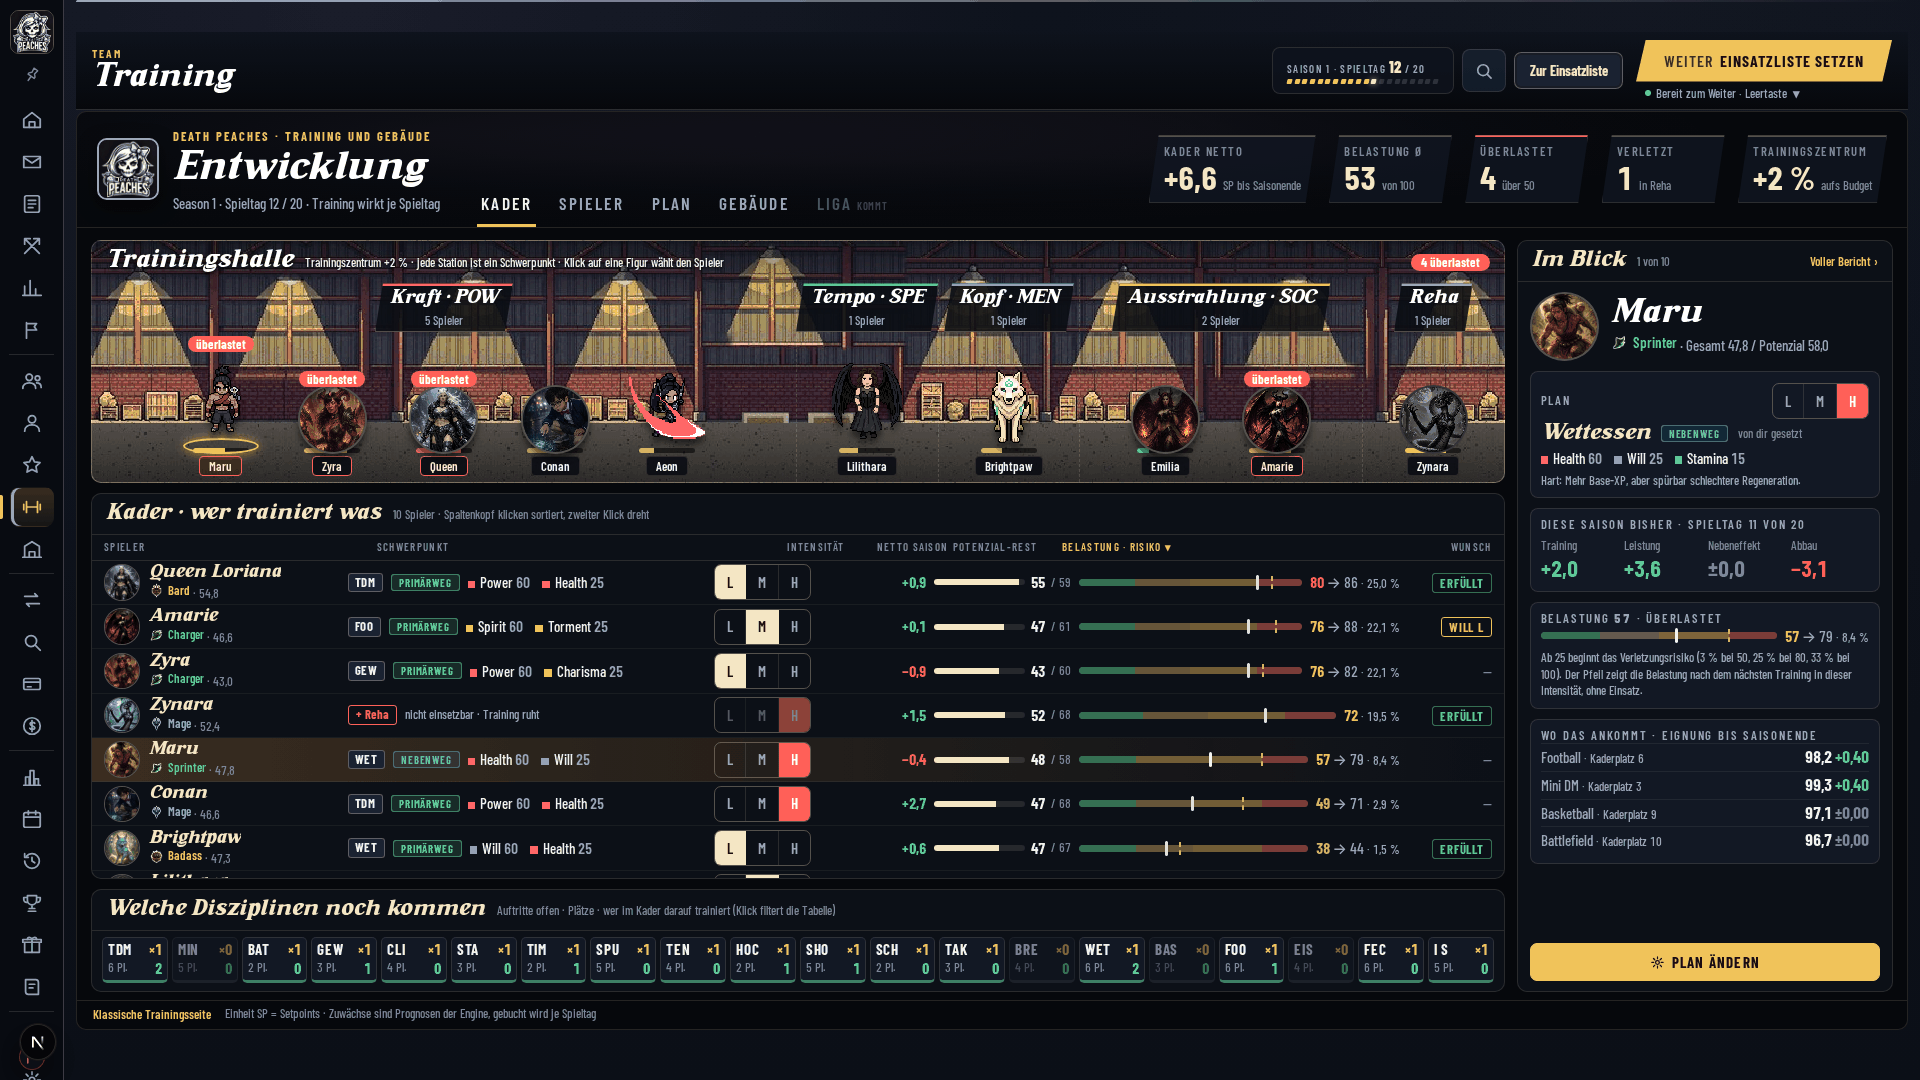 TEAM
Training
SAISON 1 · SPIELTAG 12 / 20
Zur Einsatzliste
WEITER EINSATZLISTE SETZEN
Bereit zum Weiter · Leertaste ▼
DEATH PEACHES · TRAINING UND GEBÄUDE
Entwicklung
Season 1 · Spieltag 12 / 20 · Training wirkt je Spieltag
KADER SPIELER PLAN GEBÄUDE LIGA KOMMT
KADER NETTO
+6,6 SP bis Saisonende
BELASTUNG Ø
53 von 100
ÜBERLASTET
4 über 50
VERLETZT
1 in Reha
TRAININGSZENTRUM
+2 % aufs Budget
Trainingshalle Trainingszentrum +2 % · jede Station ist ein Schwerpunkt · Klick auf eine Figur wählt den Spieler
4 überlastet
Kraft · POW
5 Spieler
Tempo · SPE
1 Spieler
Kopf · MEN
1 Spieler
Ausstrahlung · SOC
2 Spieler
Reha
1 Spieler
überlastet
überlastet
überlastet
überlastet
Maru
Zyra
Queen
Conan
Aeon
Lilithara
Brightpaw
Emilia
Amarie
Zynara
Kader · wer trainiert was 10 Spieler · Spaltenkopf klicken sortiert, zweiter Klick dreht
SPIELER SCHWERPUNKT INTENSITÄT NETTO SAISON POTENZIAL-REST BELASTUNG · RISIKO ▼ WUNSCH
Queen Loriana
Bard · 54,8
TDM PRIMÄRWEG Power 60 Health 25 L M H +0,9 55 / 59 80 → 86 · 25,0 % ERFÜLLT
Amarie
Charger · 46,6
FOO PRIMÄRWEG Spirit 60 Torment 25 L M H +0,1 47 / 61 76 → 88 · 22,1 % WILL L
Zyra
Charger · 43,0
GEW PRIMÄRWEG Power 60 Charisma 25 L M H −0,9 43 / 60 76 → 82 · 22,1 % –
Zynara
Mage · 52,4
+ Reha nicht einsetzbar · Training ruht L M H +1,5 52 / 68 72 · 19,5 % ERFÜLLT
Maru
Sprinter · 47,8
WET NEBENWEG Health 60 Will 25 L M H −0,4 48 / 58 57 → 79 · 8,4 % –
Conan
Mage · 46,6
TDM PRIMÄRWEG Power 60 Health 25 L M H +2,7 47 / 68 49 → 71 · 2,9 % –
Brightpaw
Badass · 47,3
WET PRIMÄRWEG Will 60 Health 25 L M H +0,6 47 / 67 38 → 44 · 1,5 % ERFÜLLT
Welche Disziplinen noch kommen Auftritte offen · Plätze · wer im Kader darauf trainiert (Klick filtert die Tabelle)
TDM ×1 MIN ×0 BAT ×1 GEW ×1 CLI ×1 STA ×1 TIM ×1 SPU ×1 TEN ×1 HOC ×1 SHO ×1 SCH ×1 TAK ×1 BRE ×0 WET ×1 BAS ×0 FOO ×1 EIS ×0 FEC ×1 I S ×1
6 Pl. 2 5 Pl. 0 2 Pl. 0 3 Pl. 1 4 Pl. 0 3 Pl. 0 2 Pl. 1 5 Pl. 0 4 Pl. 0 2 Pl. 1 5 Pl. 1 2 Pl. 0 3 Pl. 0 4 Pl. 0 6 Pl. 2 3 Pl. 0 6 Pl. 1 4 Pl. 0 6 Pl. 0 5 Pl. 0
Im Blick 1 von 10
Voller Bericht ›
Maru
Sprinter · Gesamt 47,8 / Potenzial 58,0
PLAN
L M H
Wettessen NEBENWEG von dir gesetzt
Health 60 Will 25 Stamina 15
Hart: Mehr Base-XP, aber spürbar schlechtere Regeneration.
DIESE SAISON BISHER · SPIELTAG 11 VON 20
Training Leistung Nebeneffekt Abbau
+2,0 +3,6 ±0,0 −3,1
BELASTUNG 57 · ÜBERLASTET
57 → 79 · 8,4 %
Ab 25 beginnt das Verletzungsrisiko (3 % bei 50, 25 % bei 80, 33 % bei
100). Der Pfeil zeigt die Belastung nach dem nächsten Training in dieser
Intensität, ohne Einsatz.
WO DAS ANKOMMT · EIGNUNG BIS SAISONENDE
Football · Kaderplatz 6 98,2 +0,40
Mini DM · Kaderplatz 3 99,3 +0,40
Basketball · Kaderplatz 9 97,1 ±0,00
Battlefield · Kaderplatz 10 96,7 ±0,00
PLAN ÄNDERN
Klassische Trainingsseite Einheit SP = Setpoints · Zuwächse sind Prognosen der Engine, gebucht wird je Spieltag
N